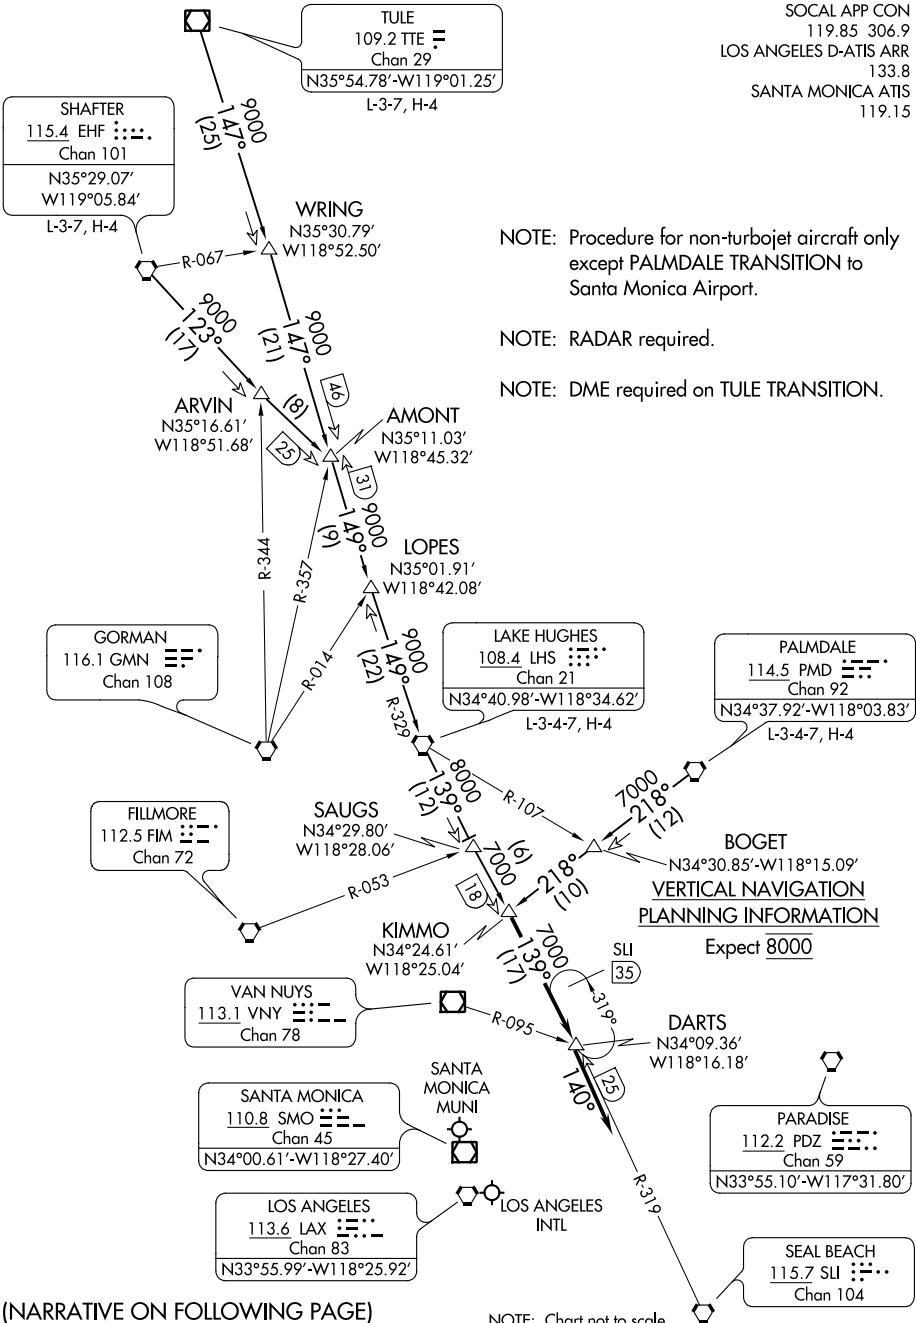 TULE
109.2 TTE
Chan 29
N35°54.78'-W119°01.25'
L-3-7, H-4
SOCAL APP CON
119.85 306.9
LOS ANGELES D-ATIS ARR
133.8
SANTA MONICA ATIS
119.15
SHAFTER
115.4 EHF
Chan 101
N35°29.07'
W119°05.84'
L-3-7, H-4
9000
147°
(25)
WRING
N35°30.79'
W118°52.50'
R-067
NOTE: Procedure for non-turbojet aircraft only
except PALMDALE TRANSITION to
Santa Monica Airport.
NOTE: RADAR required.
NOTE: DME required on TULE TRANSITION.
9000
123°
(17)
9000
147°
(21)
46
ARVIN
N35°16.61'
W118°51.68'
(8)
25
AMONT
N35°11.03'
W118°45.32'
31
9000
149°
(9)
R-344
R-357
LOPES
N35°01.91'
W118°42.08'
R-014
GORMAN
116.1 GMN
Chan 108
9000
149°
(22)
R-329
LAKE HUGHES
108.4 LHS
Chan 21
N34°40.98'-W118°34.62'
L-3-4-7, H-4
PALMDALE
114.5 PMD
Chan 92
N34°37.92'-W118°03.83'
L-3-4-7, H-4
8000
139°
(12)
R-107
7000
218°
(12)
FILLMORE
112.5 FIM
Chan 72
SAUGS
N34°29.80'
W118°28.06'
R-053
(6)
7000
18
218°
(10)
BOGET
N34°30.85'-W118°15.09'
VERTICAL NAVIGATION
PLANNING INFORMATION
Expect 8000
KIMMO
N34°24.61'
W118°25.04'
7000
139°
(17)
SLI
35
319°
VAN NUYS
113.1 VNY
Chan 78
R-095
DARTS
N34°09.36'
W118°16.18'
25
140°
SANTA
MONICA
MUNI
SANTA MONICA
110.8 SMO
Chan 45
N34°00.61'-W118°27.40'
PARADISE
112.2 PDZ
Chan 59
N33°55.10'-W117°31.80'
LOS ANGELES
113.6 LAX
Chan 83
N33°55.99'-W118°25.92'
LOS ANGELES
INTL
R-319
SEAL BEACH
115.7 SLI
Chan 104
(NARRATIVE ON FOLLOWING PAGE)
NOTE: Chart not to scale